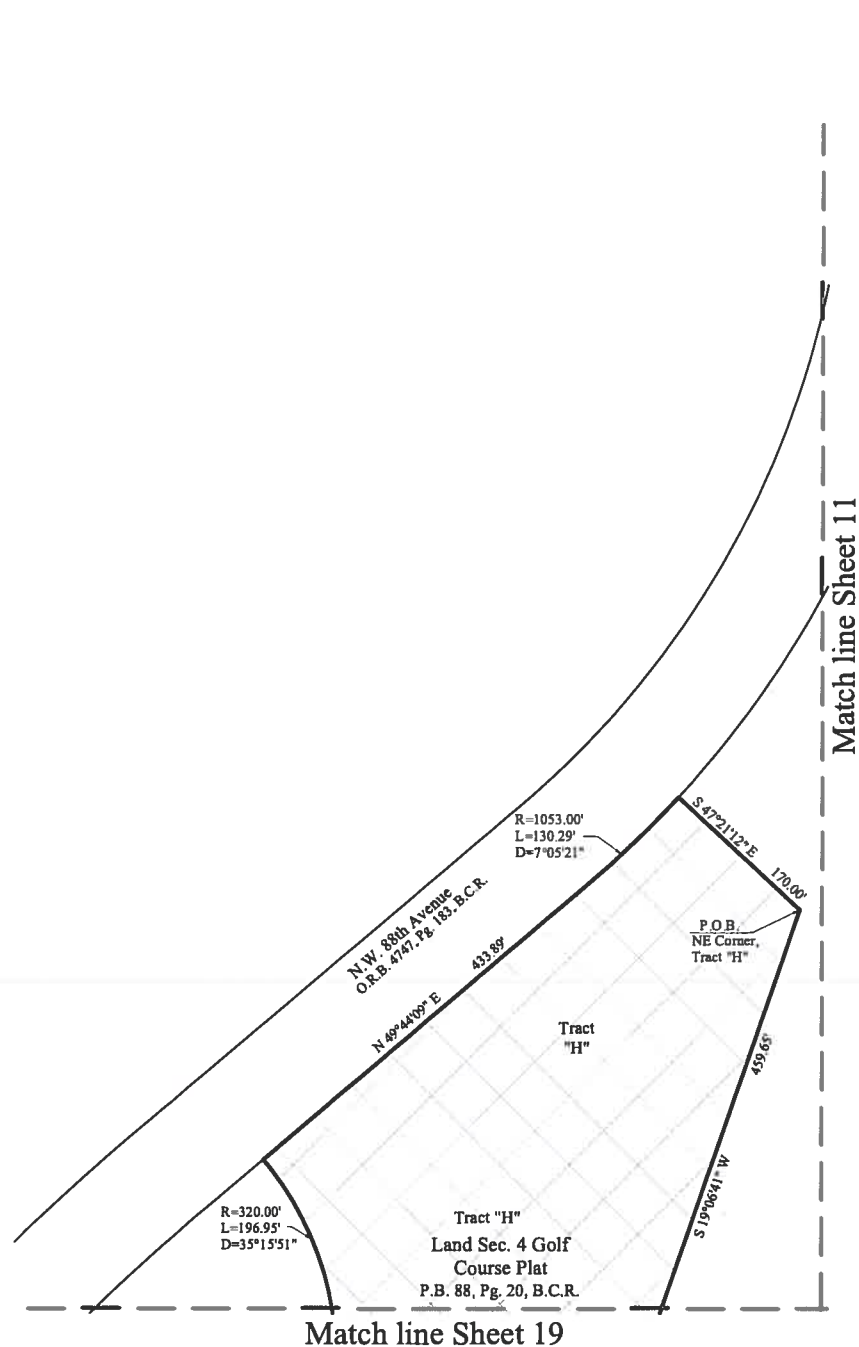 Match line Sheet 11
S 47°21'12" E
170.00'
R=1053.00'
L=130.29'
D=7°05'21"
N.W. 88th Avenue
O.R.B. 4747, Pg. 183, B.C.R.
433.89'
N 49°44'09" E
P.O.B.
NE Corner,
Tract "H"
Tract
"H"
459.65'
S 19°06'41" W
R=320.00'
L=196.95'
D=35°15'51"
Tract "H"
Land Sec. 4 Golf
Course Plat
P.B. 88, Pg. 20, B.C.R.
Match line Sheet 19